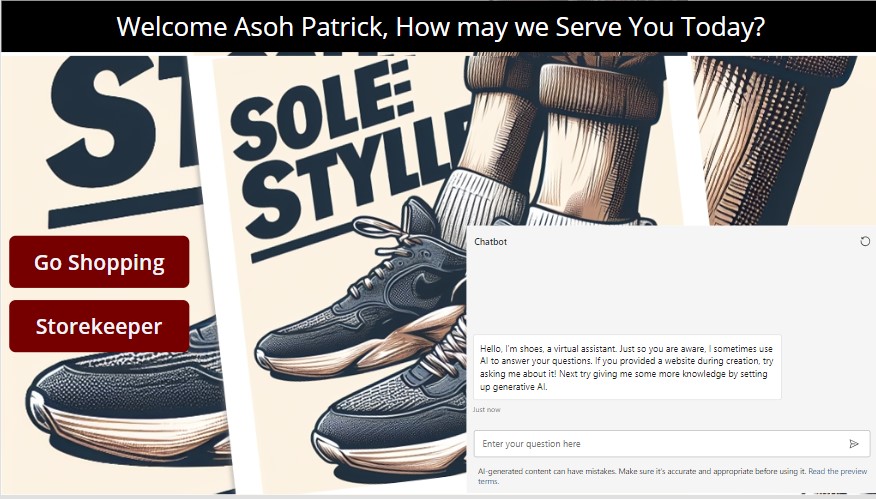 Welcome Asoh Patrick, How may we Serve You Today?
SOLE
STYLLE
Go Shopping
Storekeeper
Chatbot
Hello, I'm shoes, a virtual assistant. Just so you are aware, I sometimes use
AI to answer your questions. If you provided a website during creation, try
asking me about it! Next try giving me some more knowledge by setting
up generative AI.
Just now
Enter your question here
AI-generated content can have mistakes. Make sure it's accurate and appropriate before using it. Read the preview
terms.